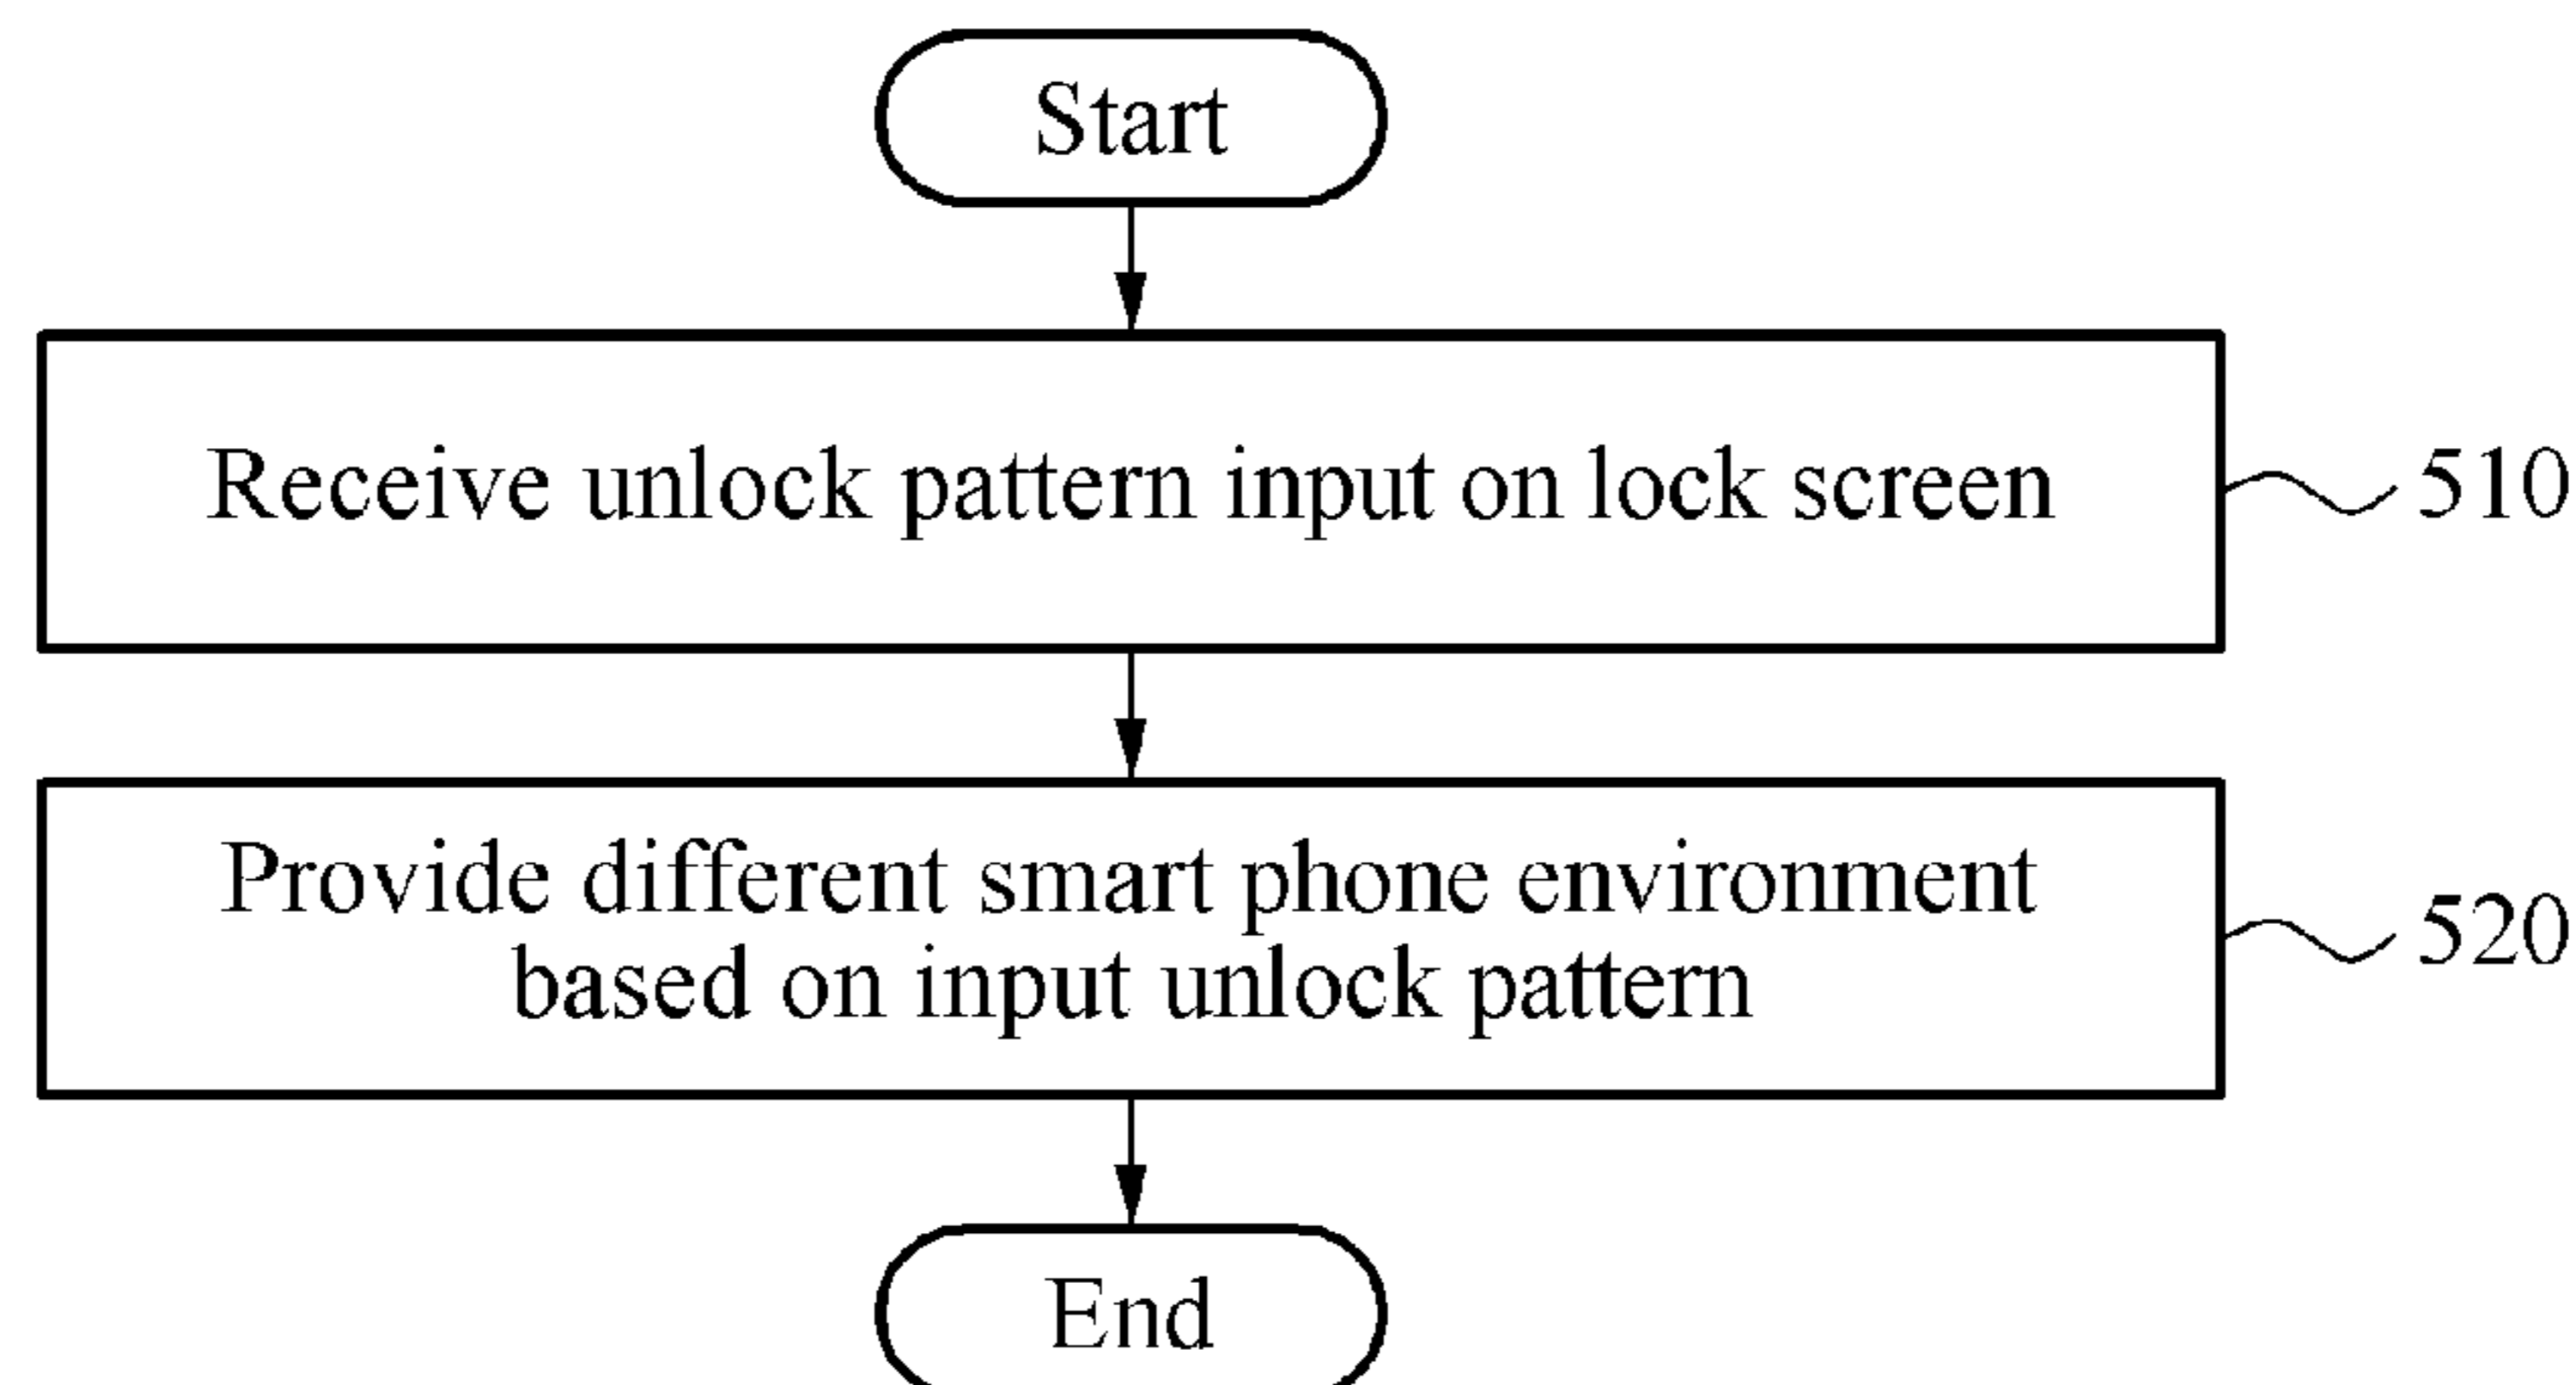 Start
Receive unlock pattern input on lock screen
510
Provide different smart phone environment
based on input unlock pattern
520
End